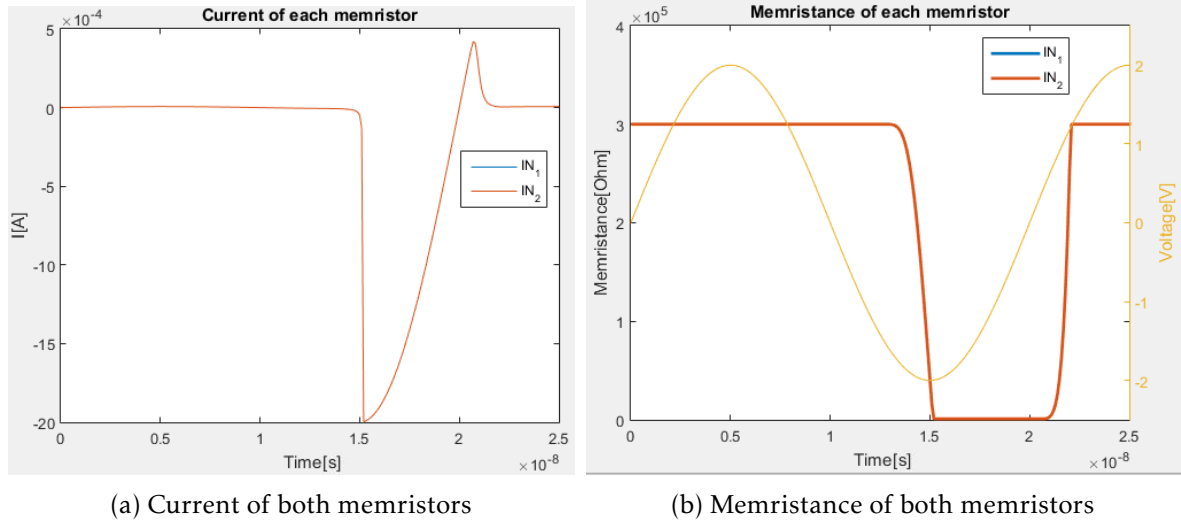 Current of each memristor
×10⁻⁴
5
0
-5
-10
-15
-20
I[A]
IN₁
IN₂
0
0.5
1
1.5
2
2.5
Time[s]
×10⁻⁸
(a) Current of both memristors
Memristance of each memristor
×10⁵
4
3
2
1
0
Memristance[Ohm]
IN₁
IN₂
2
1
0
-1
-2
Voltage[V]
0
0.5
1
1.5
2
2.5
Time[s]
×10⁻⁸
(b) Memristance of both memristors